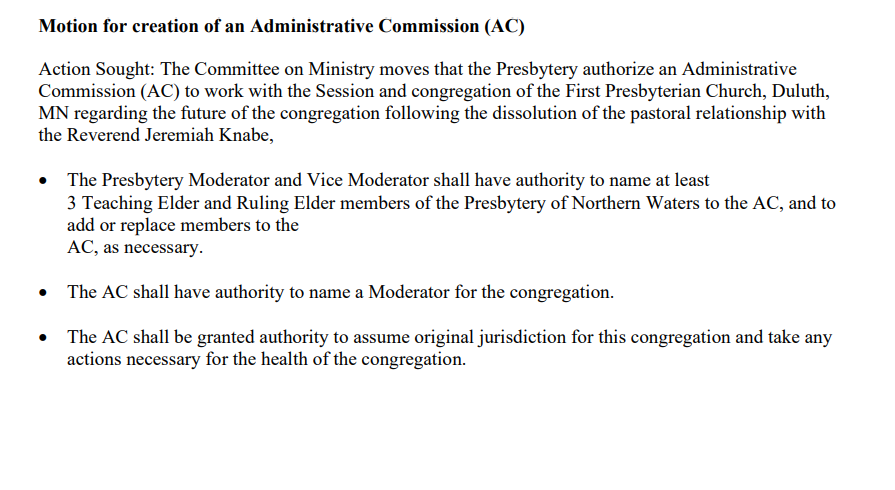 Motion for creation of an Administrative Commission (AC)
Action Sought: The Committee on Ministry moves that the Presbytery authorize an Administrative
Commission (AC) to work with the Session and congregation of the First Presbyterian Church, Duluth,
MN regarding the future of the congregation following the dissolution of the pastoral relationship with
the Reverend Jeremiah Knabe,
• The Presbytery Moderator and Vice Moderator shall have authority to name at least
3 Teaching Elder and Ruling Elder members of the Presbytery of Northern Waters to the AC, and to
add or replace members to the
AC, as necessary.
• The AC shall have authority to name a Moderator for the congregation.
• The AC shall be granted authority to assume original jurisdiction for this congregation and take any
actions necessary for the health of the congregation.